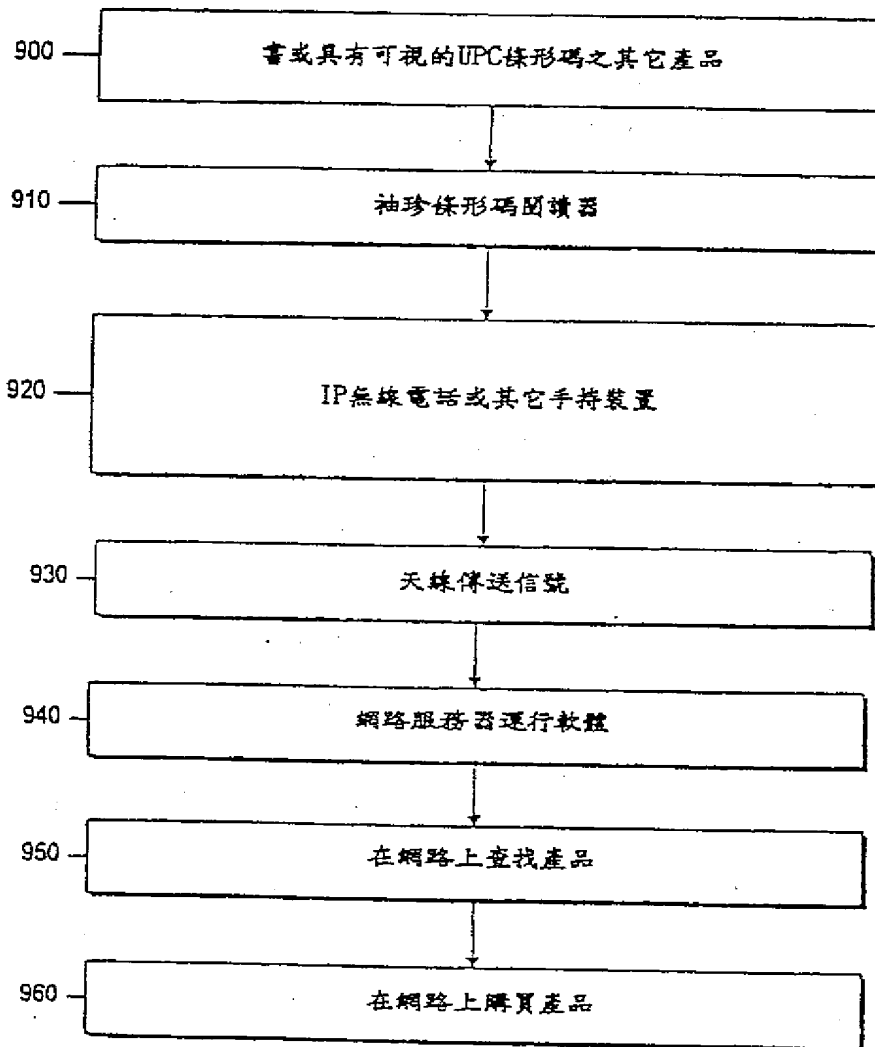 900
書或具有可視的UPC條形碼之其它產品
910
袖珍條形碼閱讀器
920
IP無線電話或其它手持裝置
930
天線傳送信號
940
網路服務器運行軟體
950
在網路上查找產品
960
在網路上購買產品